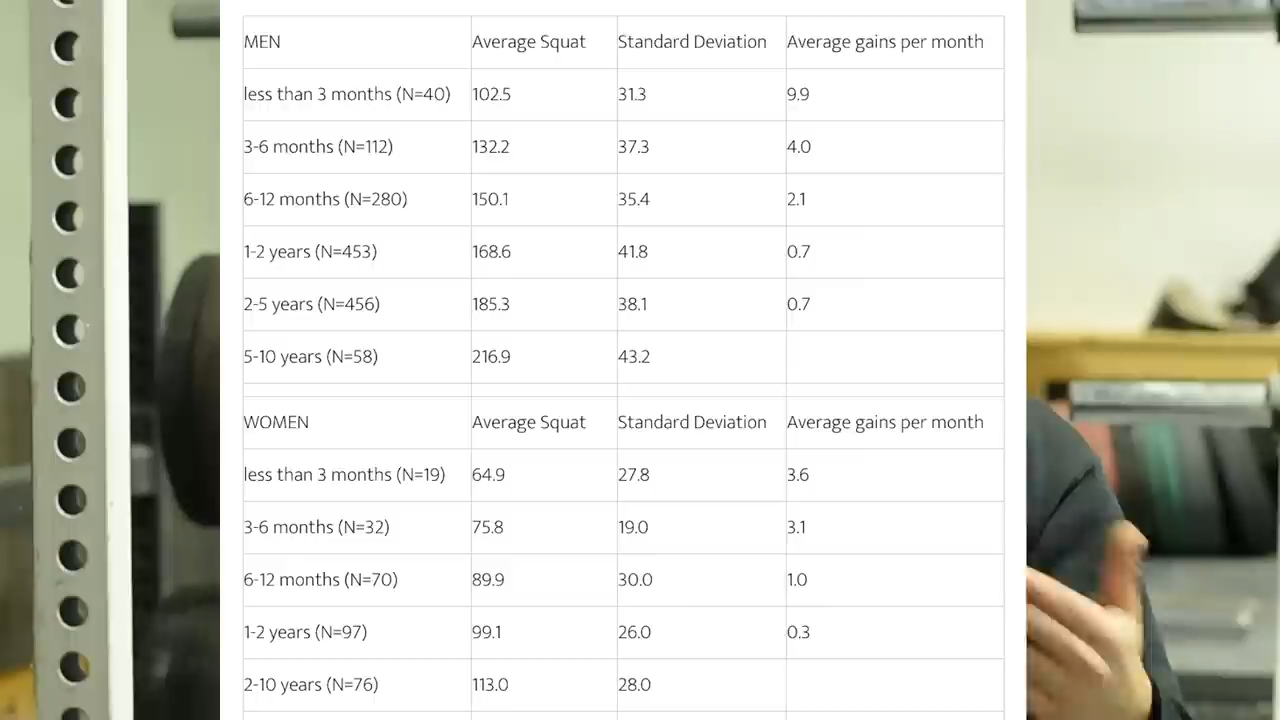 MEN Average Squat Standard Deviation Average gains per month
less than 3 months (N=40) 102.5 31.3 9.9
3-6 months (N=112) 132.2 37.3 4.0
6-12 months (N=280) 150.1 35.4 2.1
1-2 years (N=453) 168.6 41.8 0.7
2-5 years (N=456) 185.3 38.1 0.7
5-10 years (N=58) 216.9 43.2
WOMEN Average Squat Standard Deviation Average gains per month
less than 3 months (N=19) 64.9 27.8 3.6
3-6 months (N=32) 75.8 19.0 3.1
6-12 months (N=70) 89.9 30.0 1.0
1-2 years (N=97) 99.1 26.0 0.3
2-10 years (N=76) 113.0 28.0